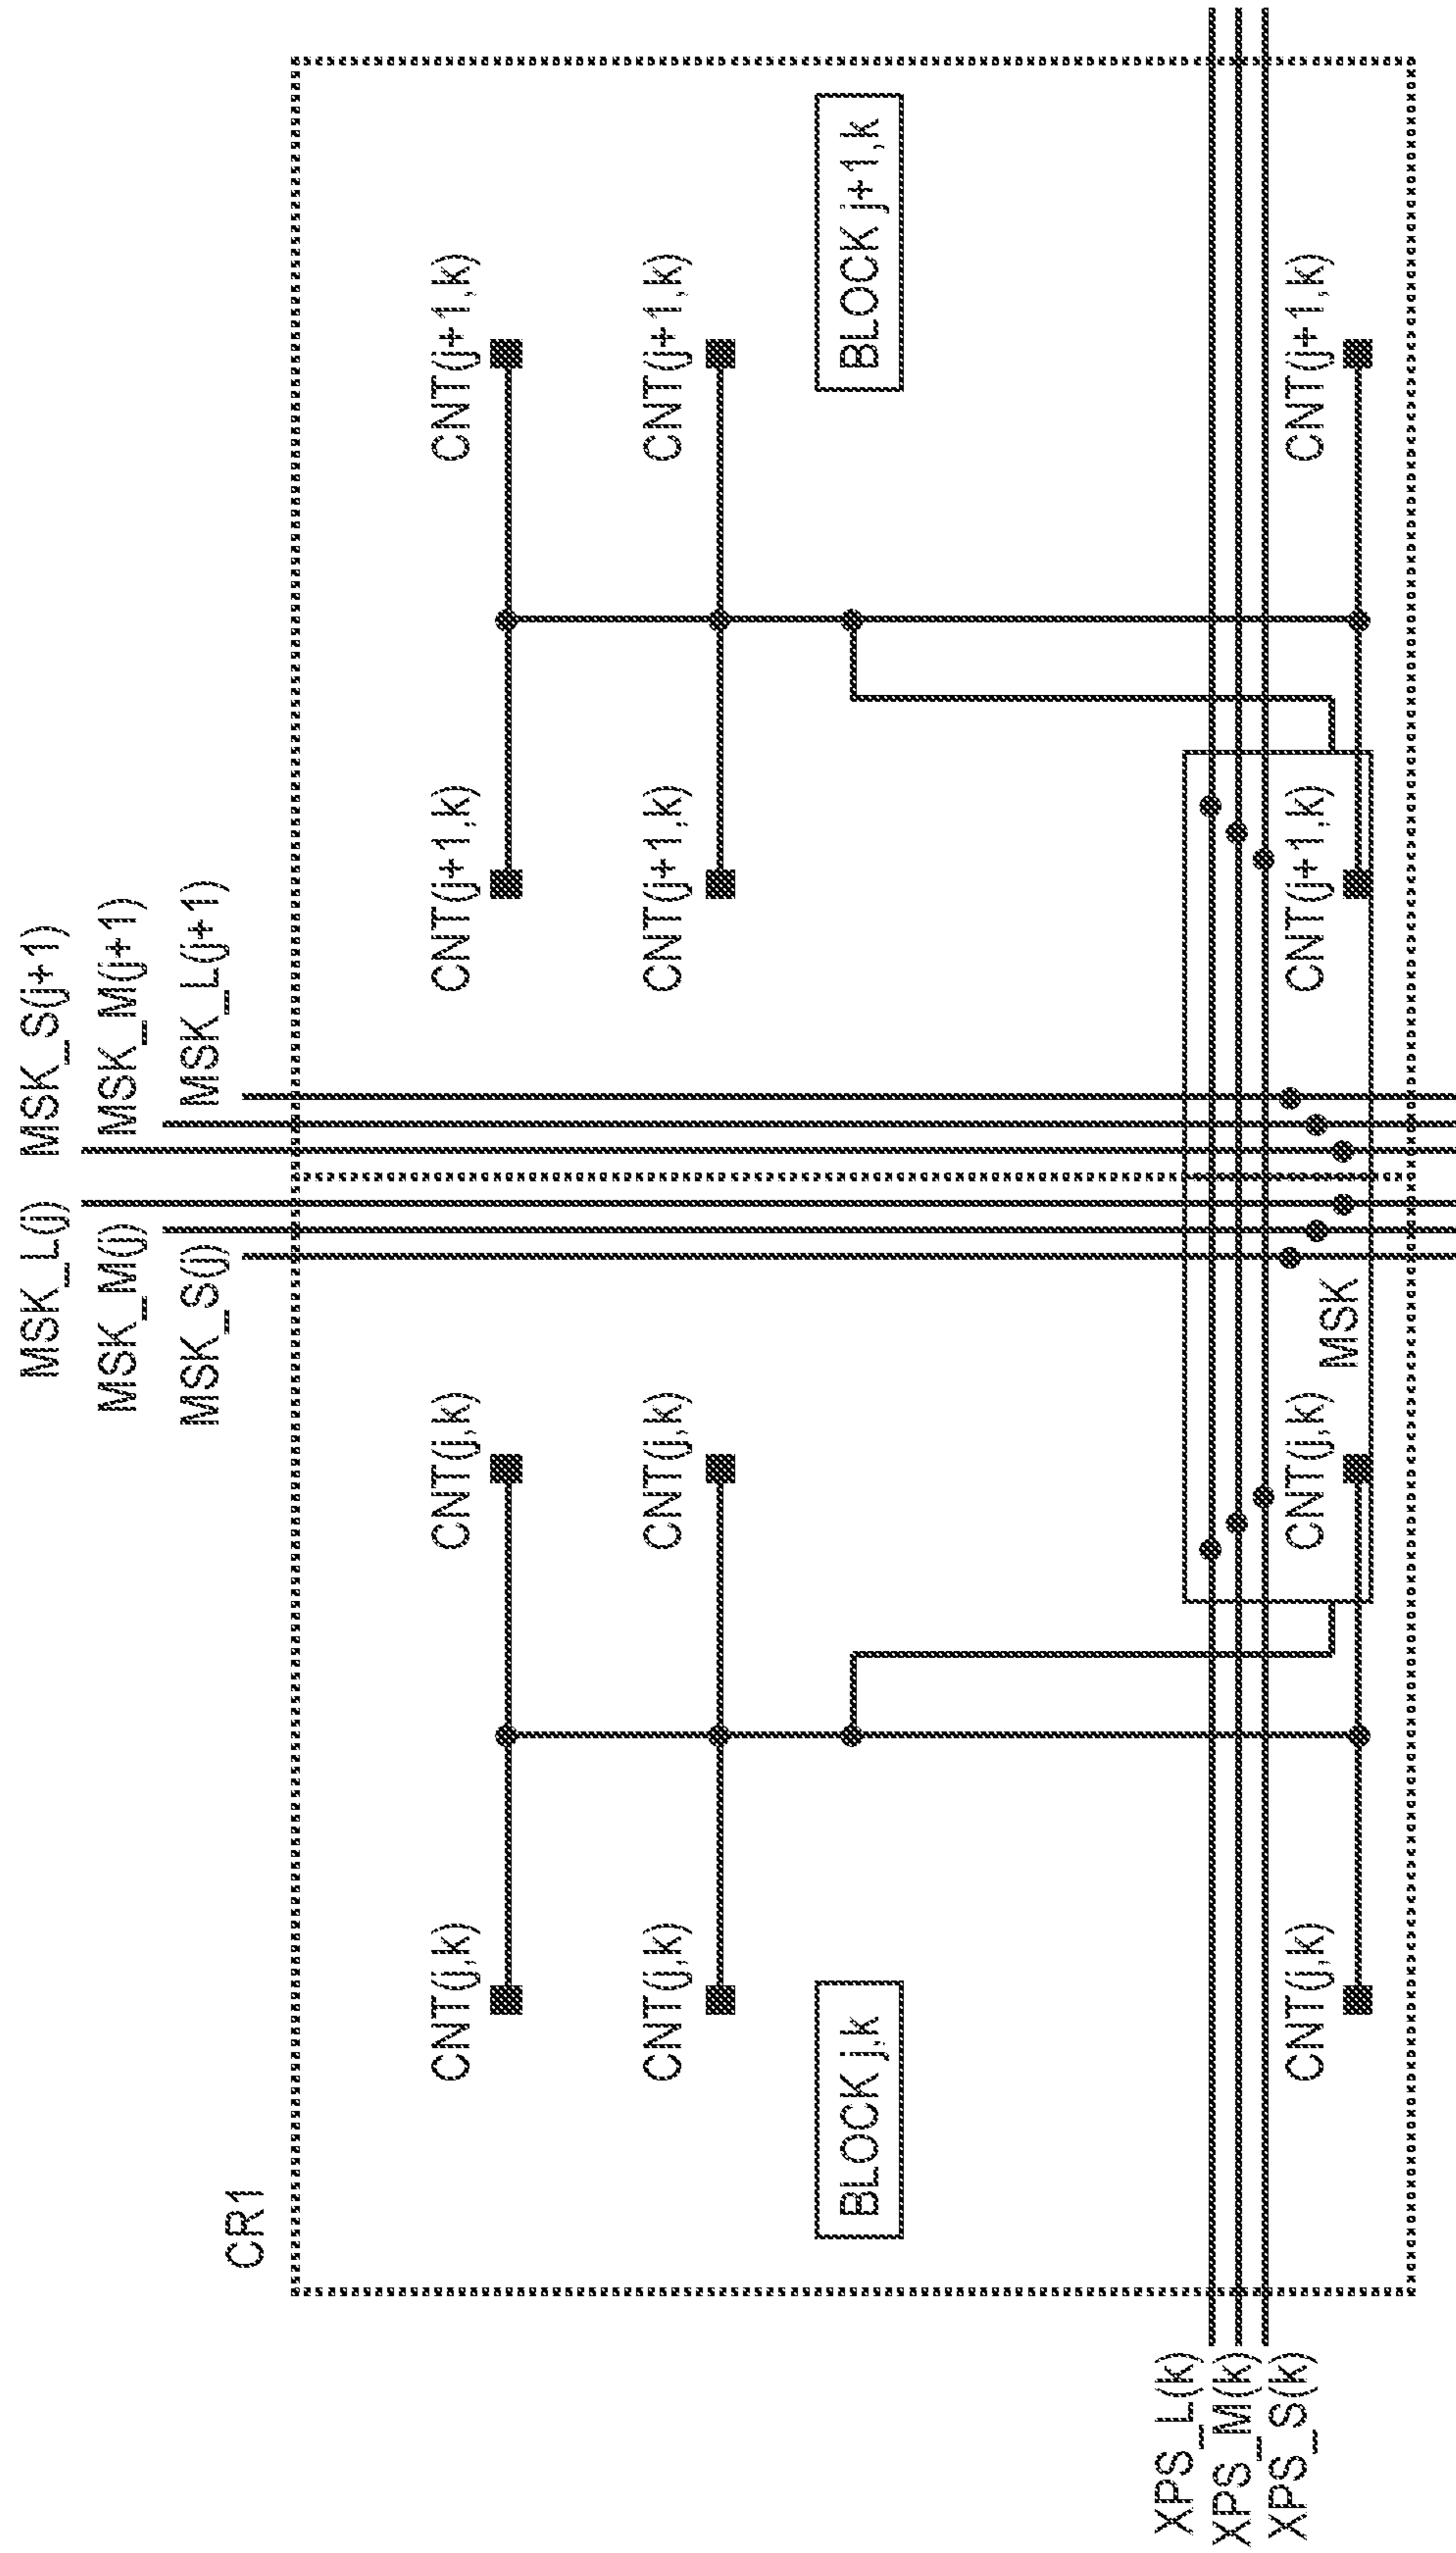 MSK_L(j) MSK_S(j+1)
MSK_M(j) MSK_M(j+1)
MSK_S(j) MSK_L(j+1)
CR1
CNT(j,k) CNT(j,k) CNT(j+1,k) CNT(j+1,k)
CNT(j,k) CNT(j,k) CNT(j+1,k) CNT(j+1,k)
BLOCK j,k BLOCK j+1,k
XPS_L(k)
XPS_M(k)
XPS_S(k)
CNT(j,k) CNT(j,k) CNT(j+1,k) CNT(j+1,k)
MSK